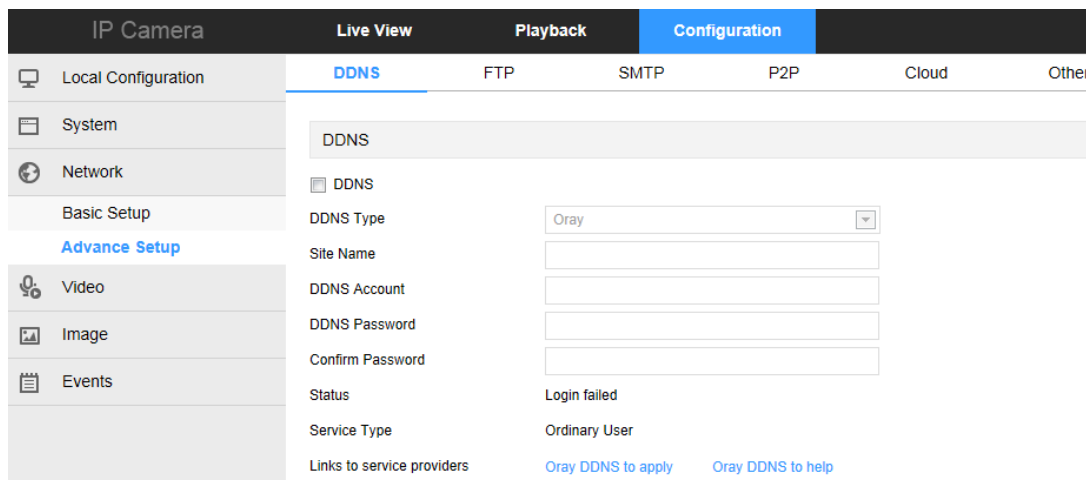 IP Camera Live View Playback Configuration
Local Configuration
System
Network
Basic Setup
Advance Setup
Video
Image
Events
DDNS FTP SMTP P2P Cloud Other
DDNS
DDNS
DDNS Type Oray
Site Name
DDNS Account
DDNS Password
Confirm Password
Status Login failed
Service Type Ordinary User
Links to service providers Oray DDNS to apply Oray DDNS to help